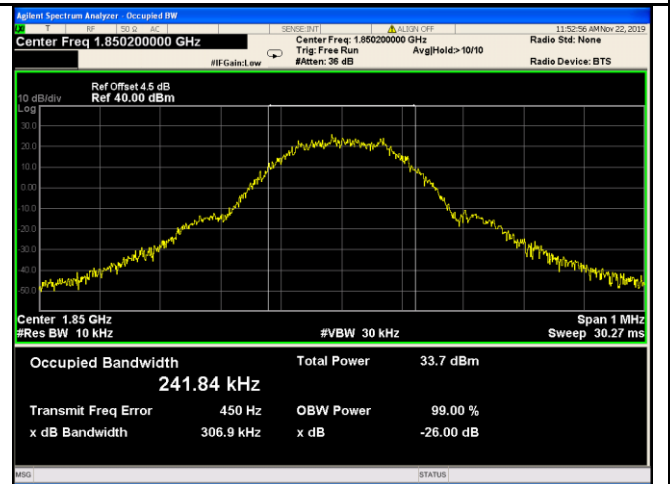 Agilent Spectrum Analyzer - Occupied BW
T RF 50 Ω AC SENSE:INT ALIGN OFF 11:52:56 AM Nov 22, 2019
Center Freq 1.850200000 GHz Center Freq: 1.850200000 GHz Radio Std: None
Trig: Free Run Avg|Hold:>10/10
#IFGain:Low #Atten: 36 dB Radio Device: BTS
Ref Offset 4.5 dB
10 dB/div Ref 40.00 dBm
Log
30.0
20.0
10.0
0.00
-10.0
-20.0
-30.0
-40.0
-50.0
Center 1.85 GHz Span 1 MHz
#Res BW 10 kHz #VBW 30 kHz Sweep 30.27 ms
Occupied Bandwidth Total Power 33.7 dBm
241.84 kHz
Transmit Freq Error 450 Hz OBW Power 99.00 %
x dB Bandwidth 306.9 kHz x dB -26.00 dB
MSG STATUS